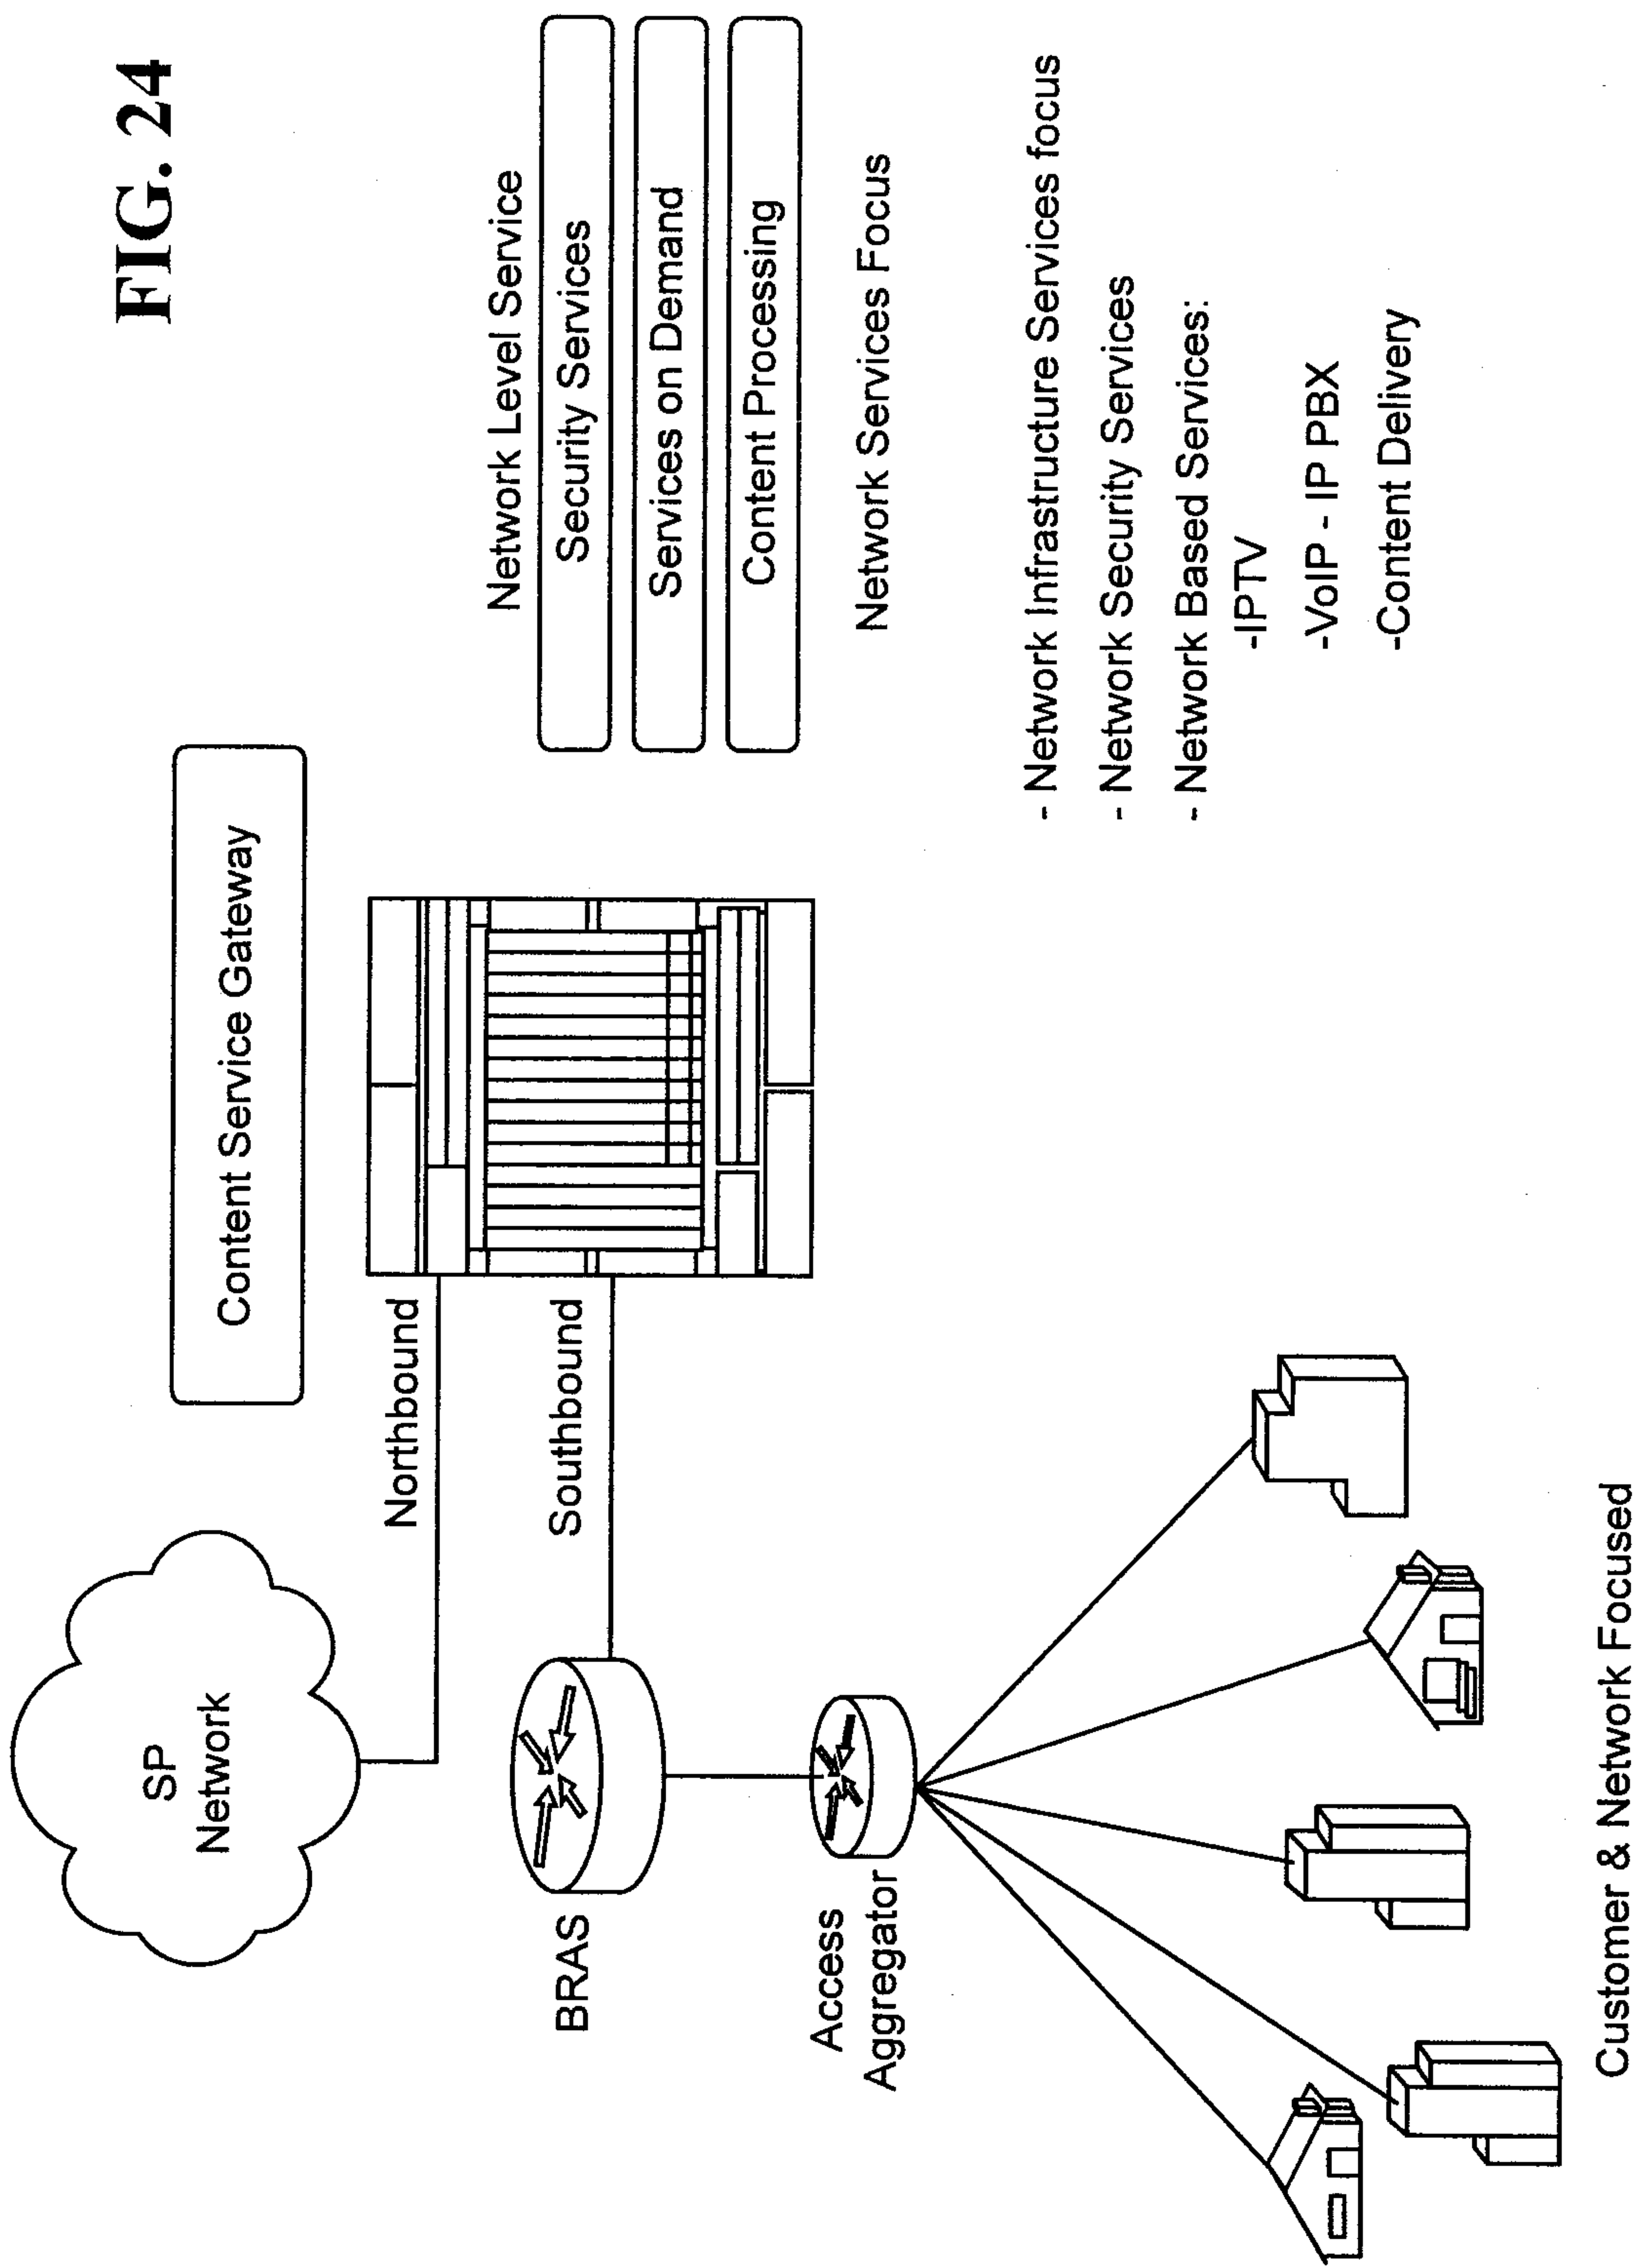 FIG. 24
Content Service Gateway
SP
Network
Northbound
Southbound
BRAS
Access
Aggregator
Customer & Network Focused
Network Level Service
Security Services
Services on Demand
Content Processing
Network Services Focus
- Network Infrastructure Services focus
- Network Security Services
- Network Based Services:
-IPTV
-VoIP - IP PBX
-Content Delivery